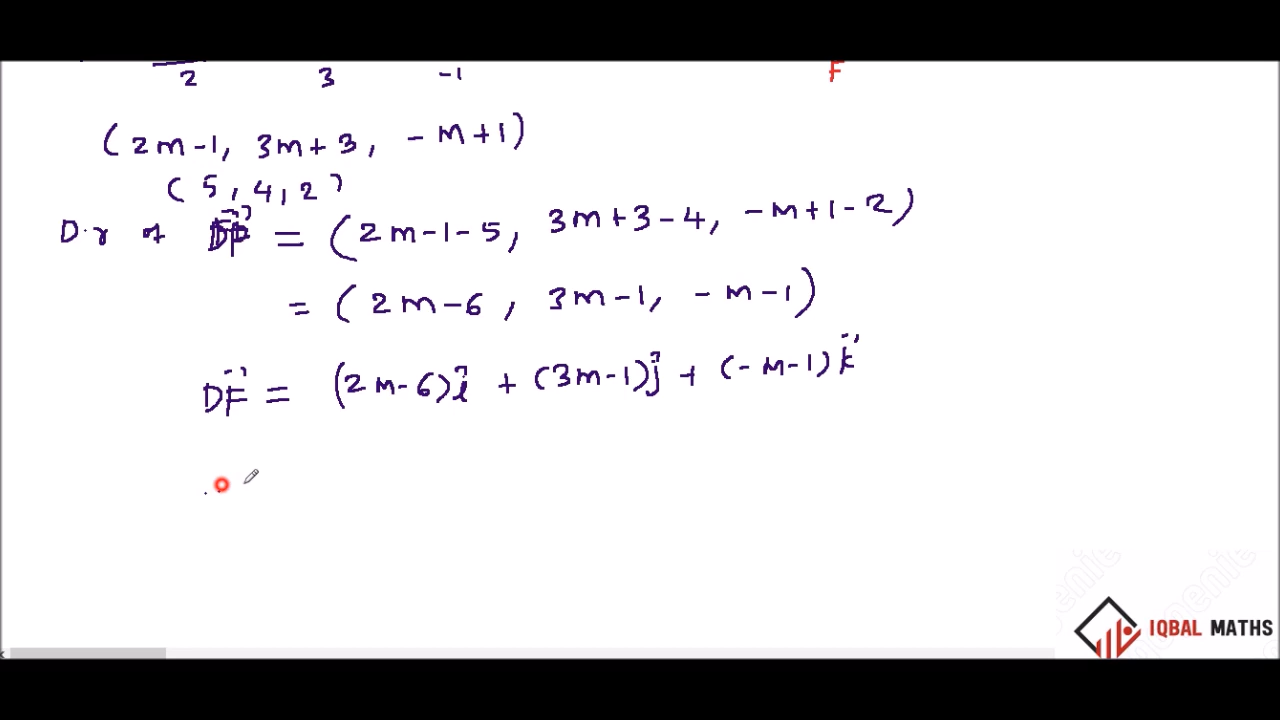 2 3 -1
F
(2m-1, 3m+3, -m+1)
(5,4,2)
D.r of = (2m-1-5, 3m+3-4, -m+1-2)
= (2m-6, 3m-1, -m-1)
DF⃗ = (2m-6)î + (3m-1)ĵ + (-m-1)k⃗
IQBAL MATHS